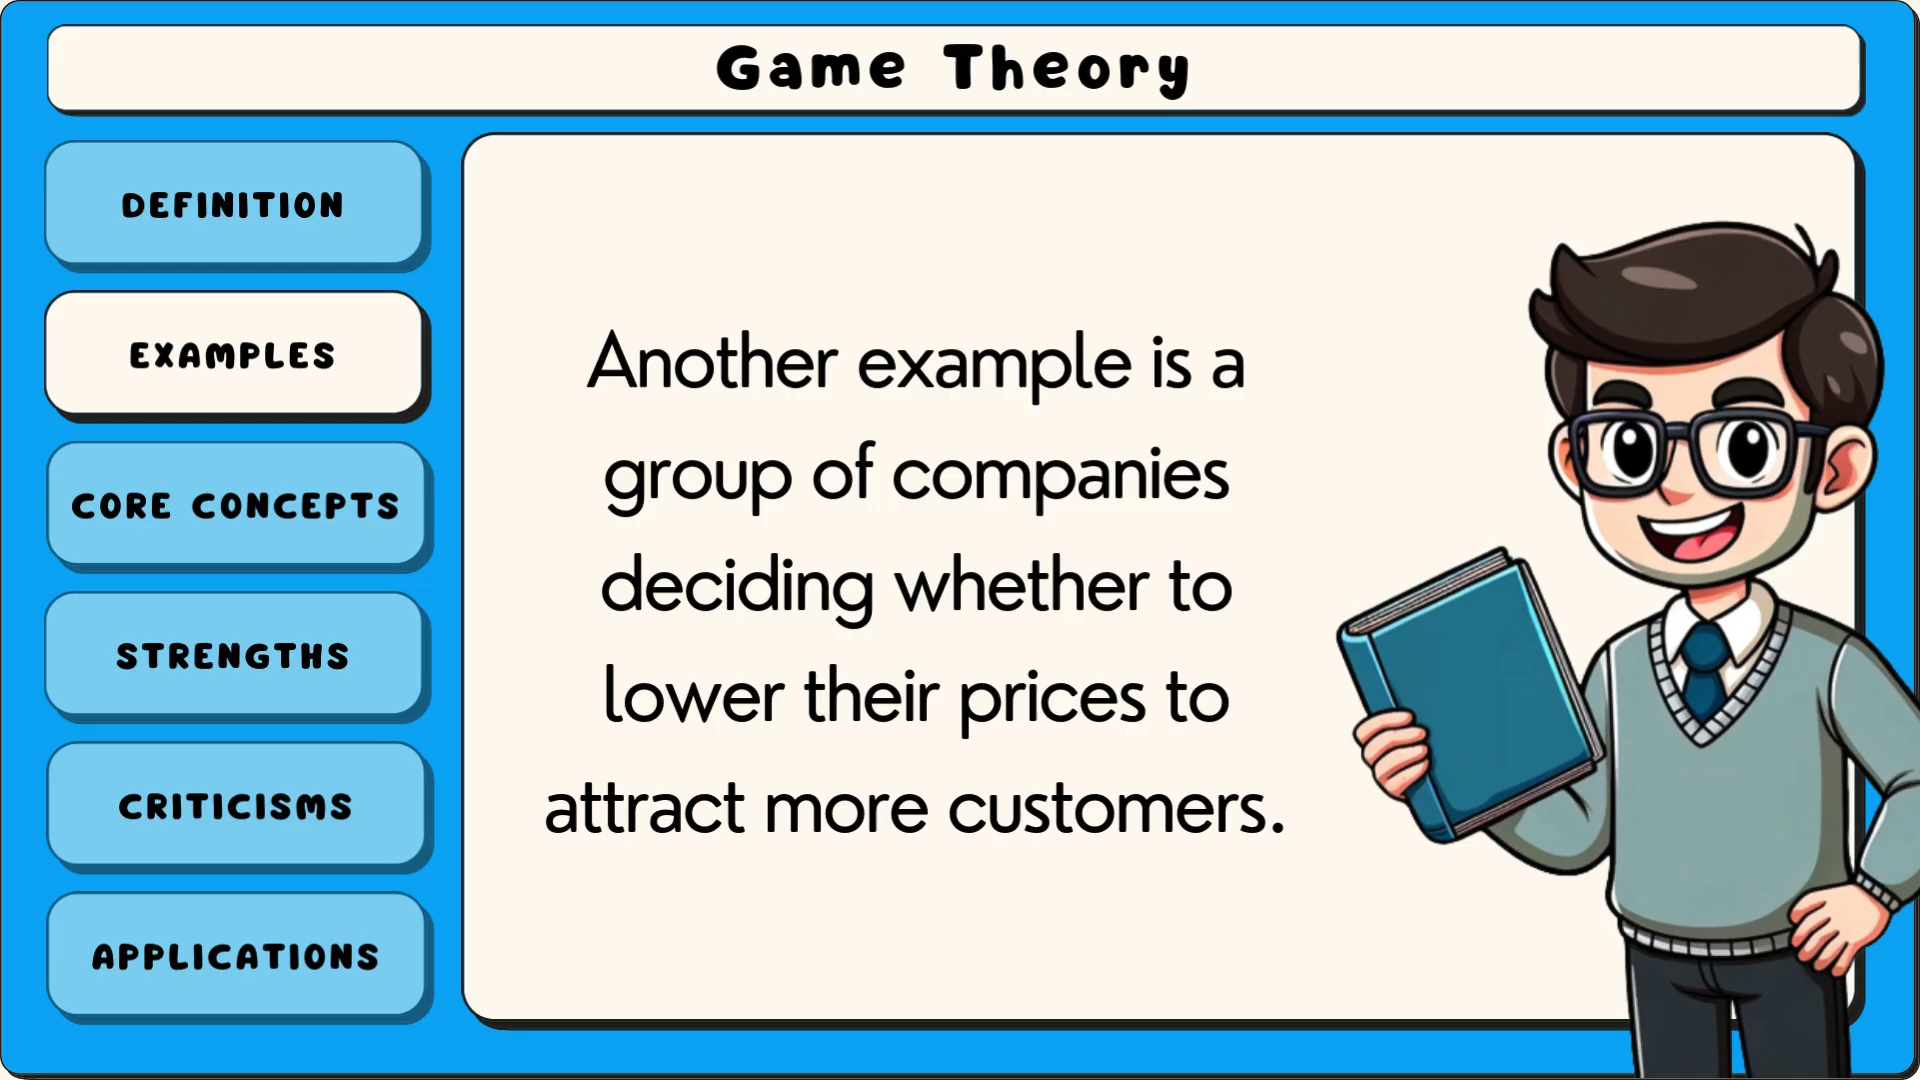 Game Theory
DEFINITION
EXAMPLES
CORE CONCEPTS
STRENGTHS
CRITICISMS
APPLICATIONS
Another example is a
group of companies
deciding whether to
lower their prices to
attract more customers.